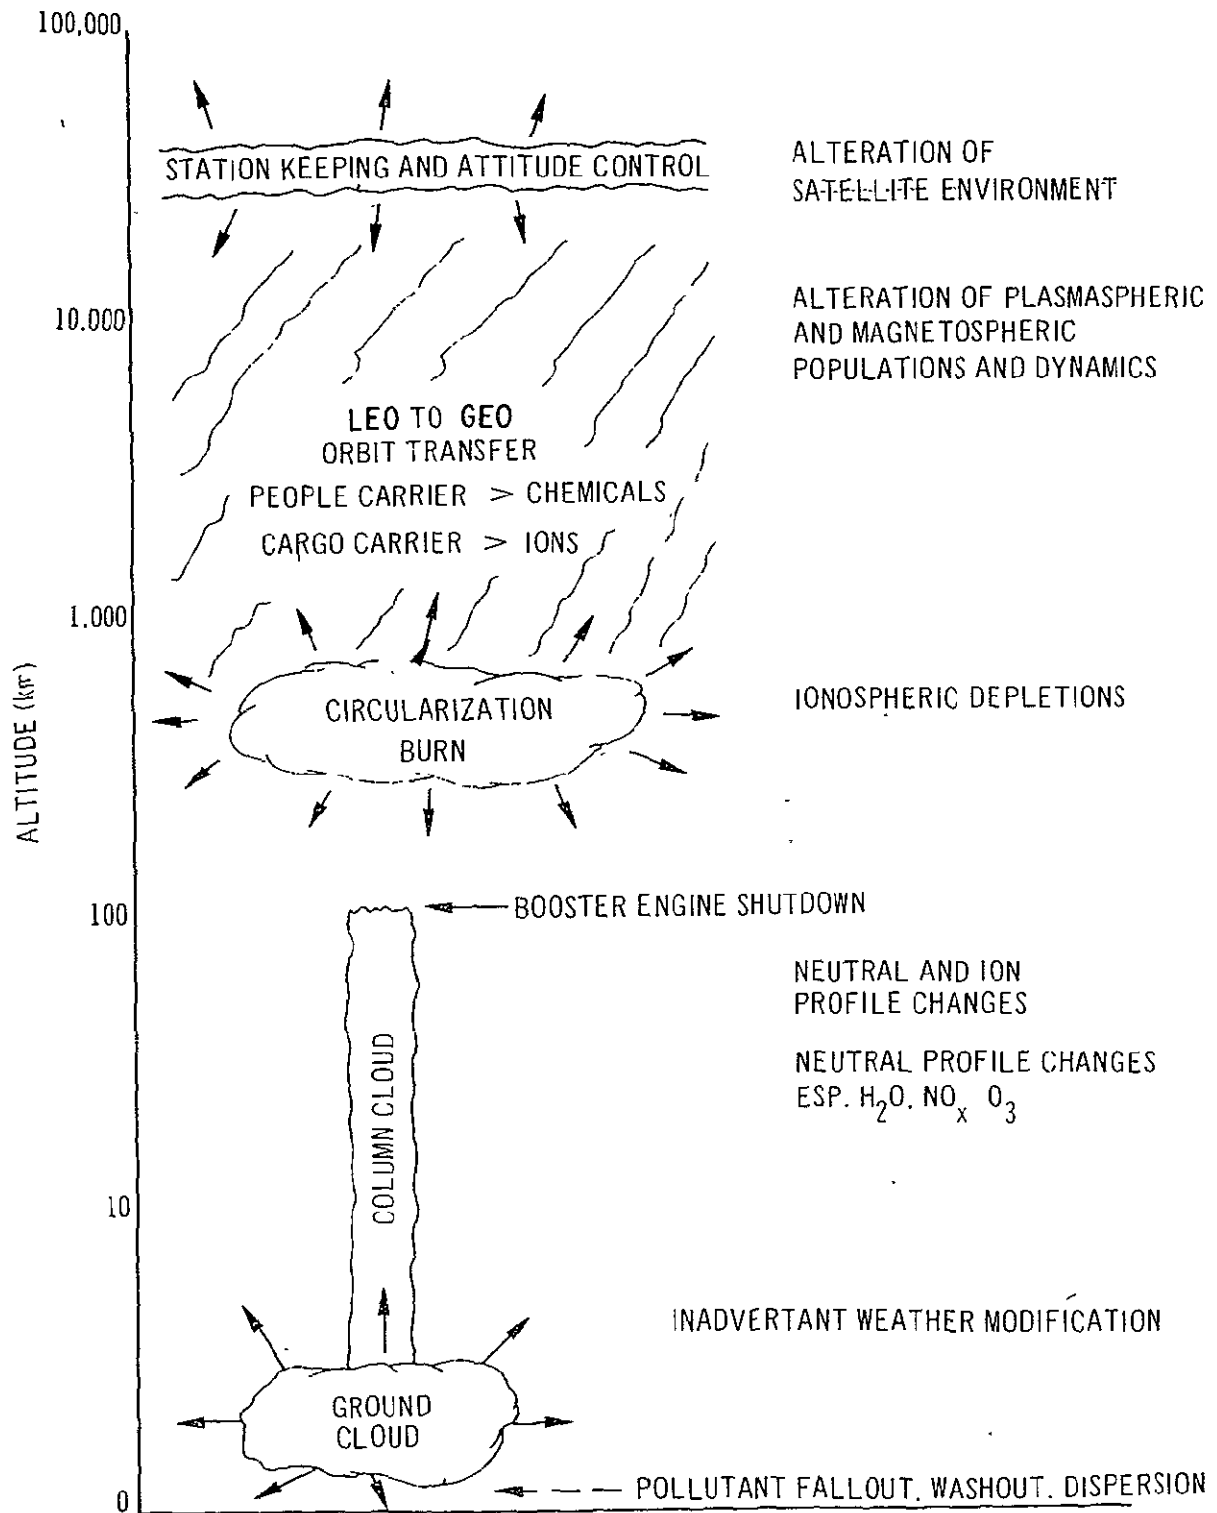 100,000
STATION KEEPING AND ATTITUDE CONTROL
ALTERATION OF
SATELLITE ENVIRONMENT
10.000
ALTERATION OF PLASMASPHERIC
AND MAGNETOSPHERIC
POPULATIONS AND DYNAMICS
LEO TO GEO
ORBIT TRANSFER
PEOPLE CARRIER > CHEMICALS
CARGO CARRIER > IONS
1.000
ALTITUDE (km)
CIRCULARIZATION
BURN
IONOSPHERIC DEPLETIONS
100
BOOSTER ENGINE SHUTDOWN
NEUTRAL AND ION
PROFILE CHANGES
NEUTRAL PROFILE CHANGES
ESP. H₂O. NOₓ O₃
COLUMN CLOUD
10
INADVERTANT WEATHER MODIFICATION
GROUND
CLOUD
0
POLLUTANT FALLOUT. WASHOUT. DISPERSION